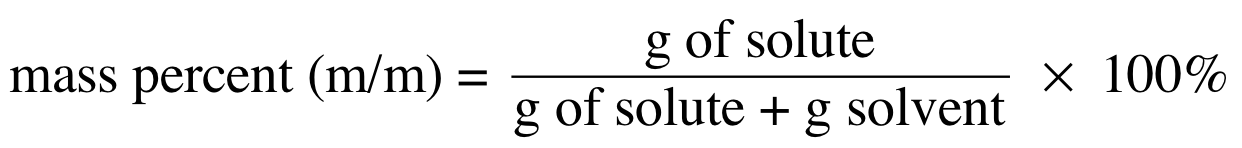 mass percent (m/m) = g of solute / g of solute + g solvent × 100%